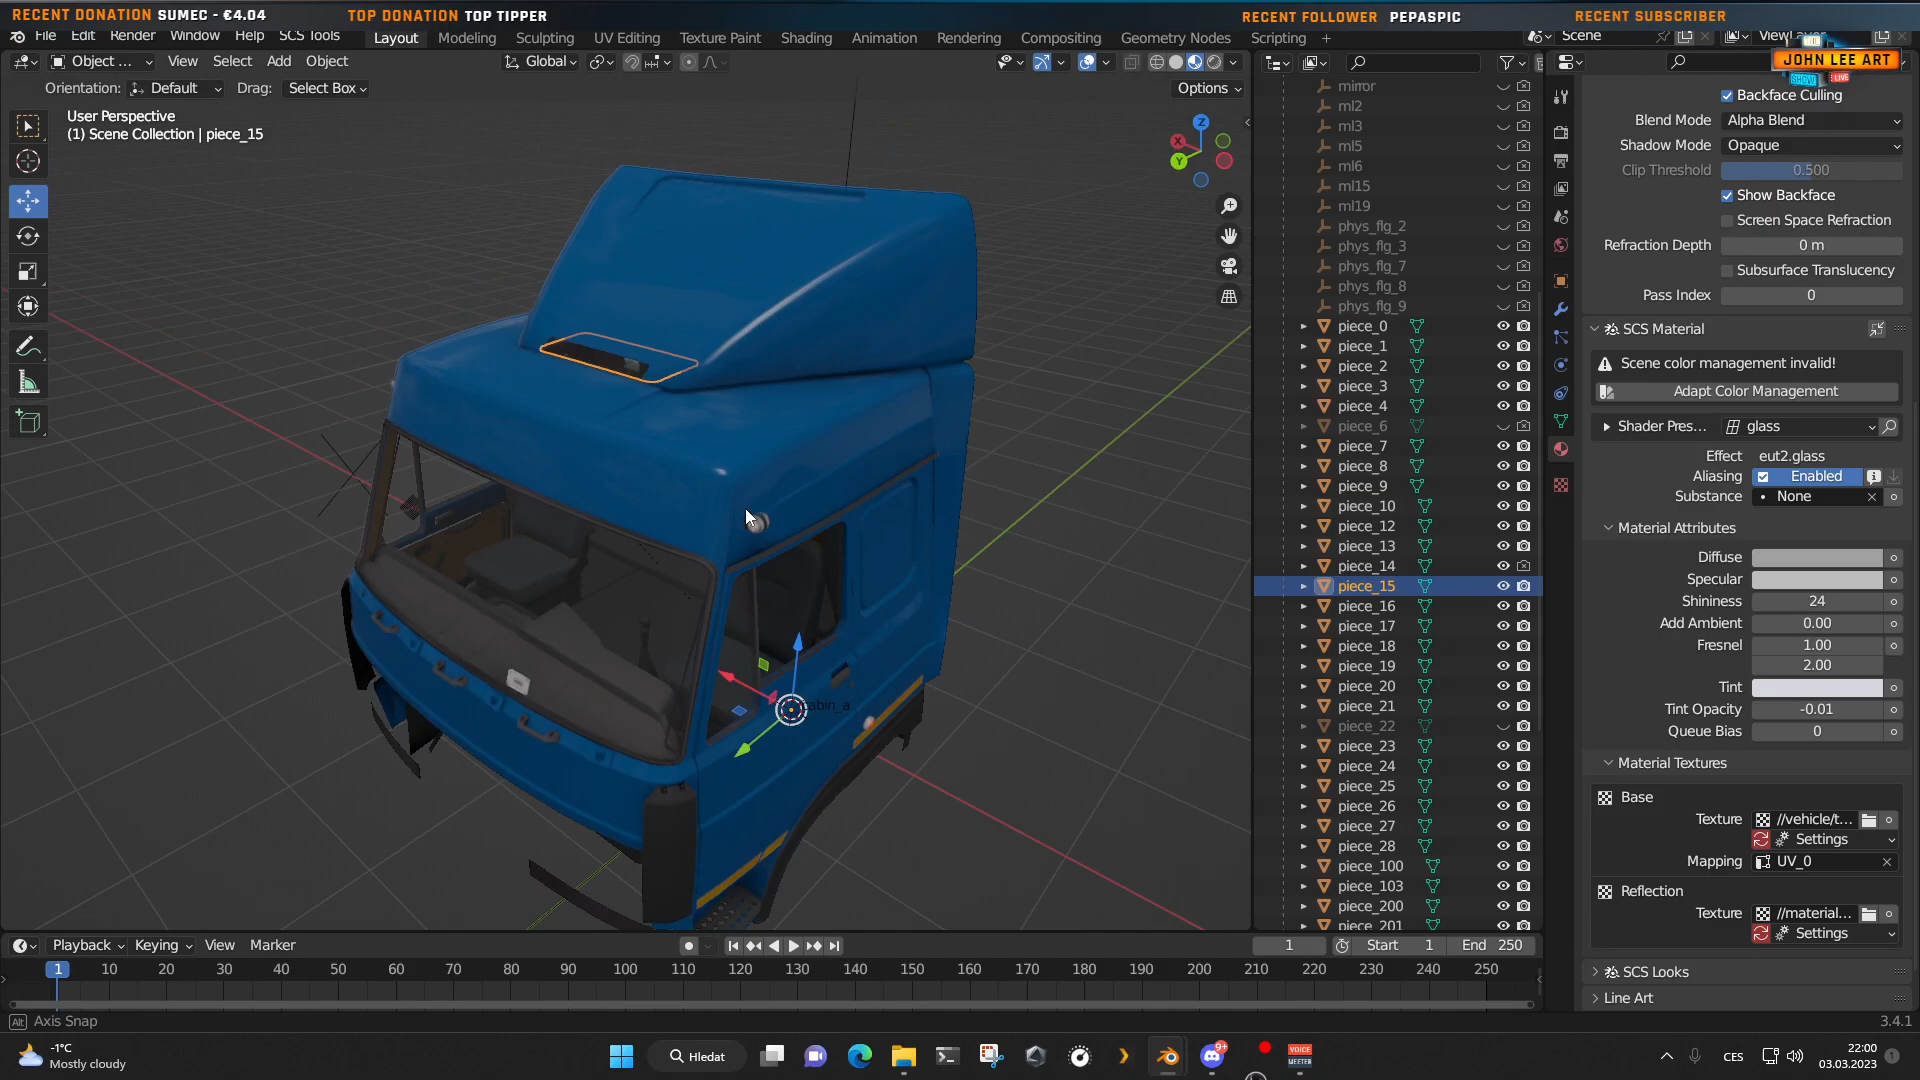 RECENT DONATION SUMEC - €4.04
TOP DONATION TOP TIPPER
RECENT FOLLOWER PEPASPIC
RECENT SUBSCRIBER
File Edit Render Window Help SCS Tools
Layout Modeling Sculpting UV Editing Texture Paint Shading Animation Rendering Compositing Geometry Nodes Scripting +
Scene
ViewLayer
JOHN LEE ART
SHOW LIVE
Object ... View Select Add Object
Global
Orientation: Default Drag: Select Box
Options
User Perspective
(1) Scene Collection | piece_15
Z
X
Y
cabin_a
mirror
ml2
ml3
ml5
ml6
ml15
ml19
phys_flg_2
phys_flg_3
phys_flg_7
phys_flg_8
phys_flg_9
piece_0
piece_1
piece_2
piece_3
piece_4
piece_6
piece_7
piece_8
piece_9
piece_10
piece_12
piece_13
piece_14
piece_15
piece_16
piece_17
piece_18
piece_19
piece_20
piece_21
piece_22
piece_23
piece_24
piece_25
piece_26
piece_27
piece_28
piece_100
piece_103
piece_200
piece_201
Backface Culling
Blend Mode Alpha Blend
Shadow Mode Opaque
Clip Threshold 0.500
Show Backface
Screen Space Refraction
Refraction Depth 0 m
Subsurface Translucency
Pass Index 0
SCS Material
Scene color management invalid!
Adapt Color Management
Shader Pres... glass
Effect eut2.glass
Aliasing Enabled
Substance None
Material Attributes
Diffuse
Specular
Shininess 24
Add Ambient 0.00
Fresnel 1.00
2.00
Tint
Tint Opacity -0.01
Queue Bias 0
Material Textures
Base
Texture //vehicle/t...
Settings
Mapping UV_0
Reflection
Texture //material...
Settings
SCS Looks
Line Art
Playback Keying View Marker
1 Start 1 End 250
1 10 20 30 40 50 60 70 80 90 100 110 120 130 140 150 160 170 180 190 200 210 220 230 240 250
Alt Axis Snap
3.4.1
-1°C
Mostly cloudy
Hledat
9+
VOICE
MEETER
CES
22:00
03.03.2023
1